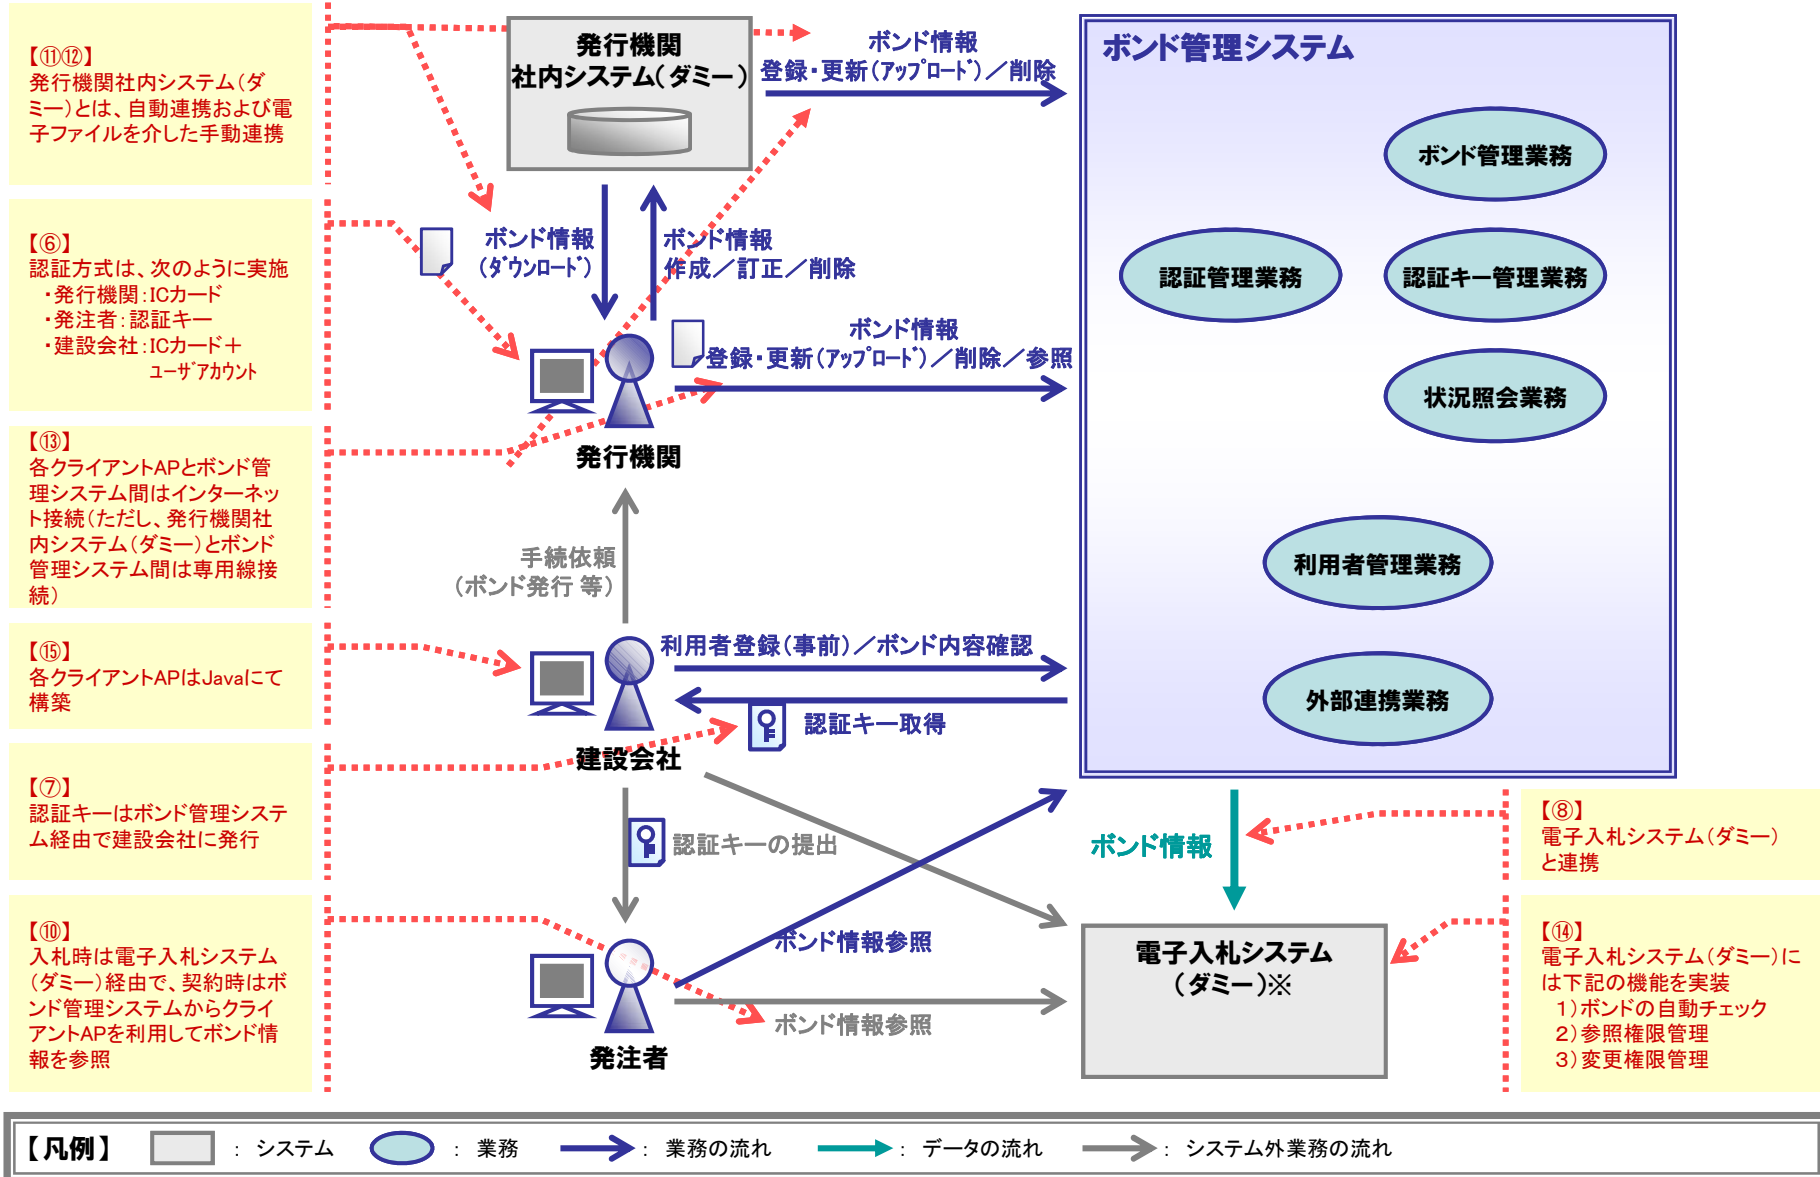 【⑪⑫】
発行機関社内システム（ダ
ミー）とは、自動連携および電
子ファイルを介した手動連携
【⑥】
認証方式は、次のように実施
・発行機関：ICカード
・発注者：認証キー
・建設会社：ICカード＋
ユーザアカウント
【⑬】
各クライアントAPとボンド管
理システム間はインターネッ
ト接続（ただし、発行機関社
内システム（ダミー）とボンド
管理システム間は専用線接
続）
【⑮】
各クライアントAPはJavaにて
構築
【⑦】
認証キーはボンド管理システ
ム経由で建設会社に発行
【⑩】
入札時は電子入札システム
（ダミー）経由で、契約時はボ
ンド管理システムからクライ
アントAPを利用してボンド情
報を参照
発行機関
社内システム（ダミー）
ボンド情報
登録・更新（アップロード）／削除
ボンド情報
（ダウンロード）
ボンド情報
作成／訂正／削除
ボンド情報
登録・更新（アップロード）／削除／参照
発行機関
手続依頼
（ボンド発行 等）
利用者登録（事前）／ボンド内容確認
認証キー取得
建設会社
認証キーの提出
ボンド情報参照
ボンド情報参照
発注者
ボンド管理システム
ボンド管理業務
認証管理業務
認証キー管理業務
状況照会業務
利用者管理業務
外部連携業務
ボンド情報
電子入札システム
（ダミー）※
【⑧】
電子入札システム（ダミー）
と連携
【⑭】
電子入札システム（ダミー）に
は下記の機能を実装
1）ボンドの自動チェック
2）参照権限管理
3）変更権限管理
【凡例】 ： システム ： 業務 ： 業務の流れ ： データの流れ ： システム外業務の流れ